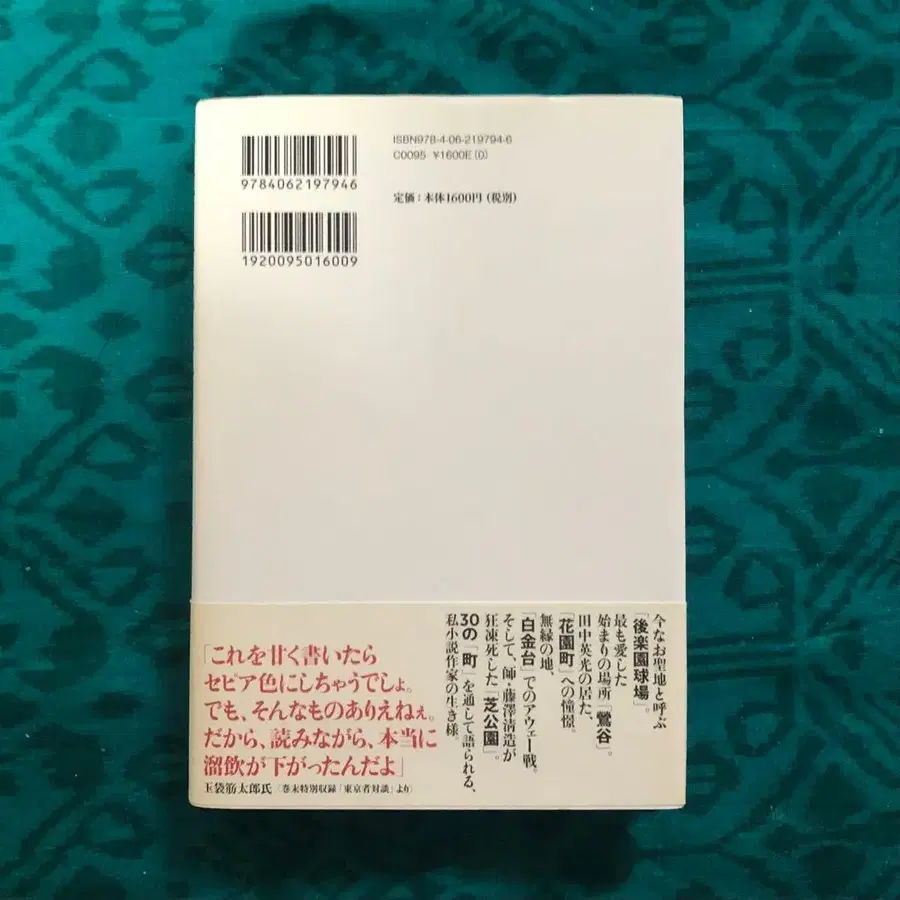 ISBN978-4-06-219794-6
C0095 ¥1600E (0)
9784062197946
定価：本体1600円（税別）
1920095016009
今なお聖地と呼ぶ
「後楽園球場」。
最も愛した
始まりの場所「鶯谷」。
田中英光の居た、
「花園町」への憧憬。
無縁の地、
「白金台」でのアウェー戦。
そして、師・藤澤清造が
狂凍死した「芝公園」。
30の「町」を通して語られる、
私小説作家の生き様。
「これを甘く書いたら
セピア色にしちゃうでしょ。
でも、そんなものありえねぇ。
だから、読みながら、本当に
溜飲が下がったんだよ」
玉袋筋太郎氏（巻末特別収録「東京者対談」より）